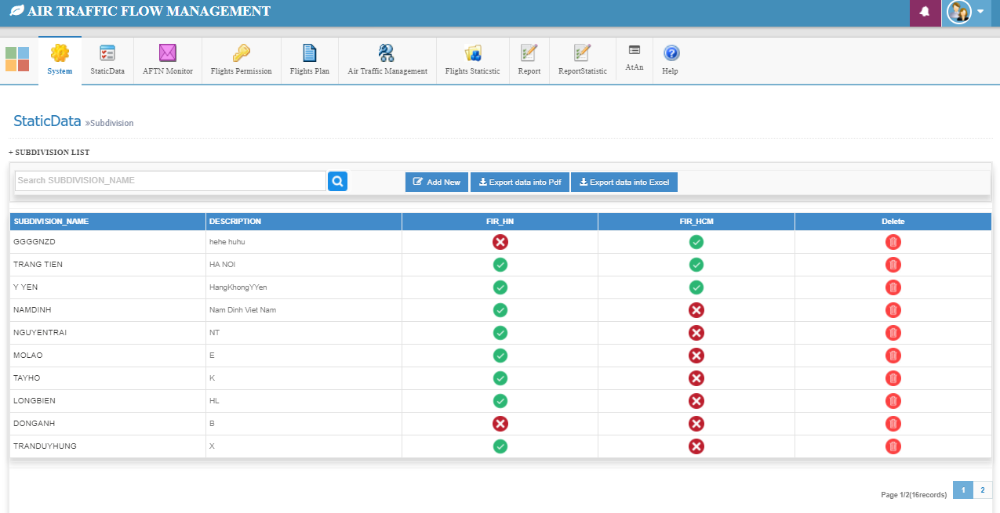 AIR TRAFFIC FLOW MANAGEMENT
System StaticData AFTN Monitor Flights Permission Flights Plan Air Traffic Management Flights Staticstic Report ReportStatistic AtAn Help
StaticData »Subdivision
+ SUBDIVISION LIST
Search SUBDIVISION_NAME Add New Export data into Pdf Export data into Excel
SUBDIVISION_NAME DESCRIPTION FIR_HN FIR_HCM Delete
GGGGNZD hehe huhu
TRANG TIEN HA NOI
Y YEN HangKhongYYen
NAMDINH Nam Dinh Viet Nam
NGUYENTRAI NT
MOLAO E
TAYHO K
LONGBIEN HL
DONGANH B
TRANDUYHUNG X
Page 1/2(16records) 1 2